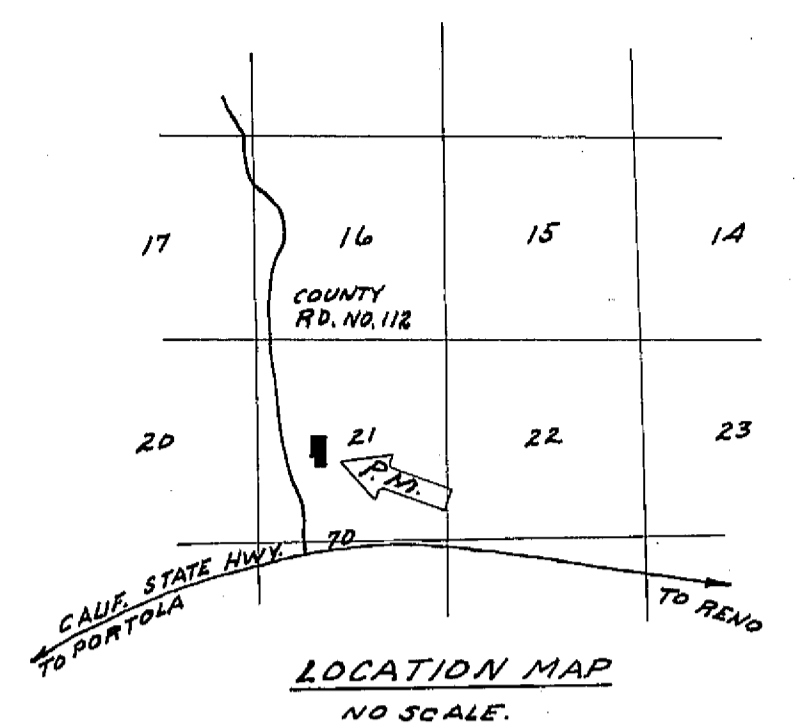 17
16
15
14
COUNTY
RD. NO. 112
20
21
22
23
P. M.
70
CALIF. STATE HWY.
TO PORTOLA
TO RENO
LOCATION MAP
NO SCALE.